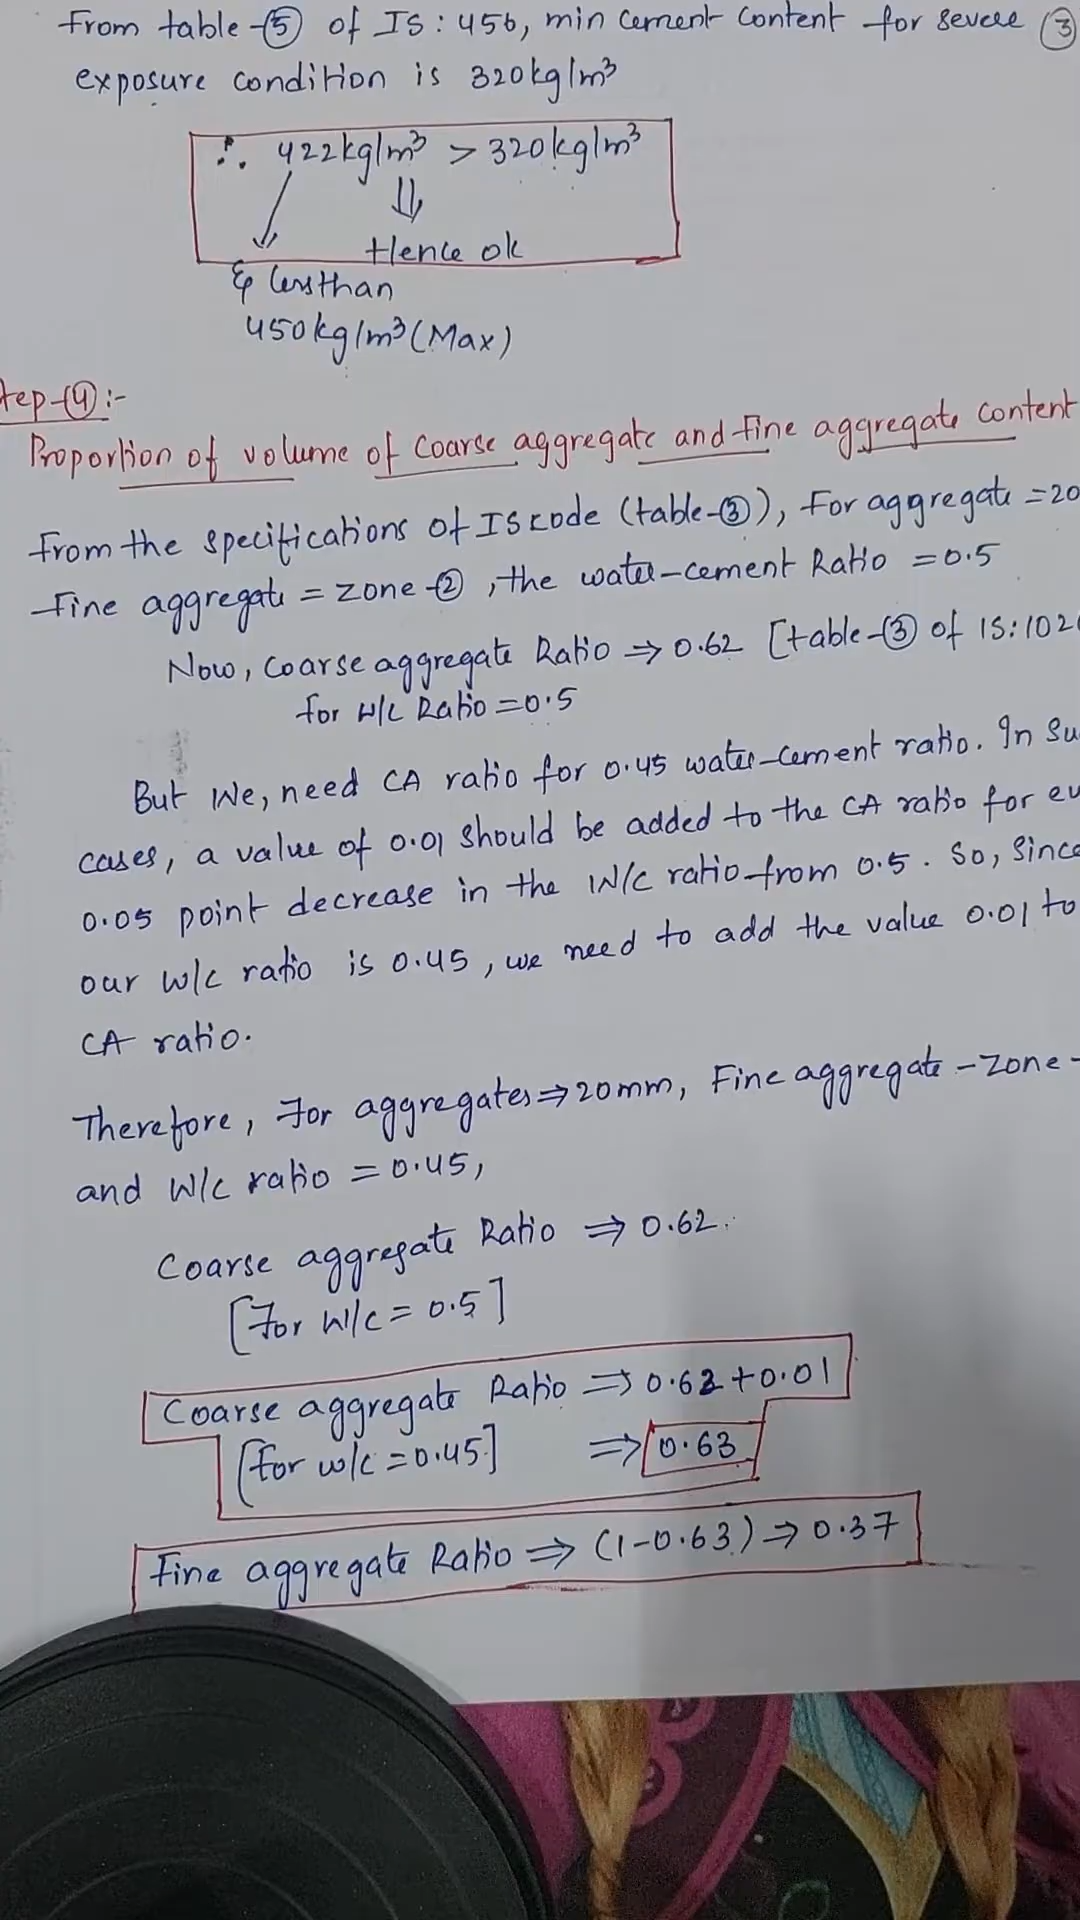 From table-⑤ of IS: 456, min cement content for severe ③
exposure condition is 320kg/m³
∴ 422kg/m³ > 320kg/m³
⇓
Hence ok
& lessthan
450kg/m³ (Max)
tep-④:-
Proportion of volume of Coarse aggregate and Fine aggregate content
From the specifications of IS code (table-③), For aggregate = 20
Fine aggregate = zone-②, the water-cement Ratio = 0.5
Now, Coarse aggregate Ratio ⇒ 0.62 [table-③ of IS: 102
for W/C Ratio = 0.5
But We, need CA ratio for 0.45 water-cement ratio. In Su
cases, a value of 0.01 should be added to the CA ratio for ev
0.05 point decrease in the W/C ratio from 0.5. So, Since
our W/C ratio is 0.45, we need to add the value 0.01 to
CA ratio.
Therefore, For aggregates ⇒ 20mm, Fine aggregate - Zone -
and W/C ratio = 0.45,
Coarse aggregate Ratio ⇒ 0.62.
[For W/C = 0.5]
Coarse aggregate Ratio ⇒ 0.62 + 0.01
[For w/c = 0.45] ⇒ 0.63
Fine aggregate Ratio ⇒ (1-0.63) ⇒ 0.37